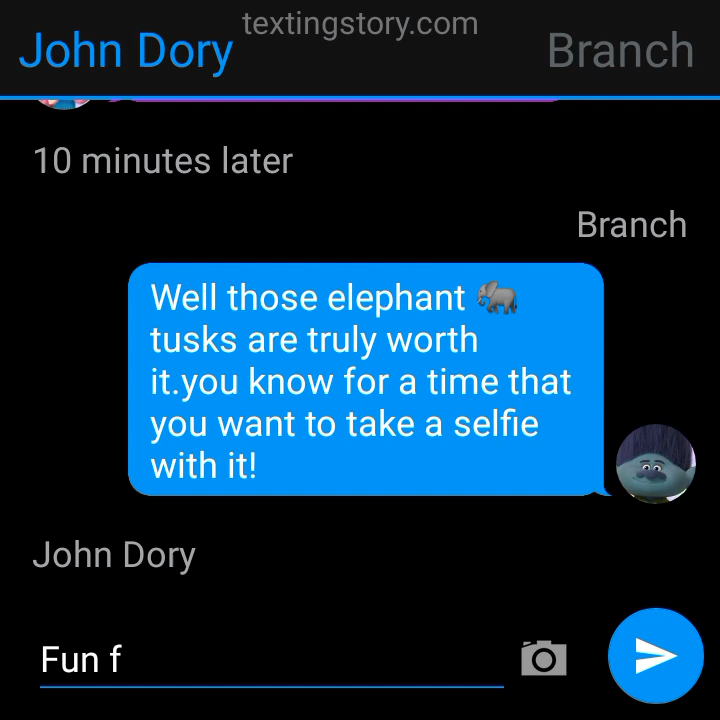 textingstory.com
John Dory
Branch
10 minutes later
Branch
Well those elephant 🐘
tusks are truly worth
it.you know for a time that
you want to take a selfie
with it!
John Dory
Fun f